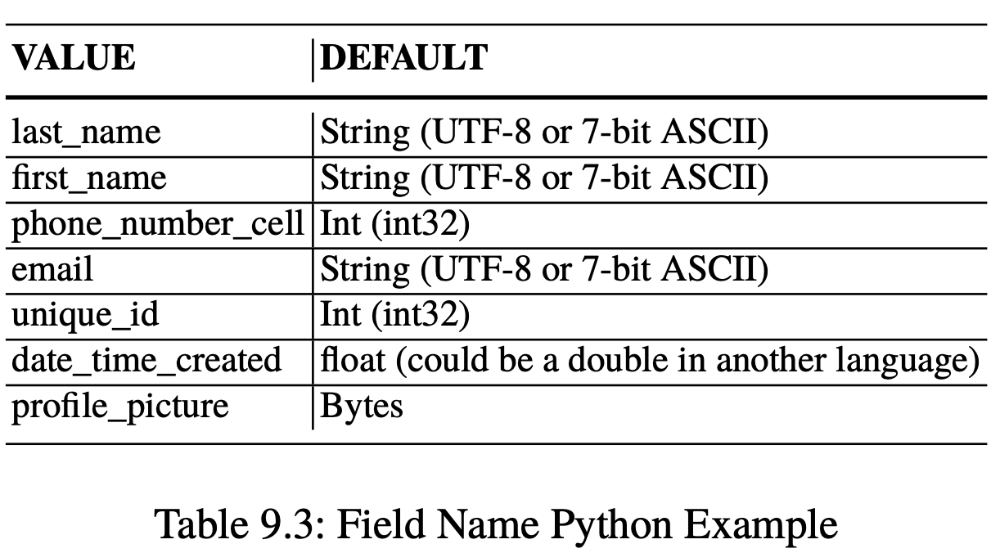 VALUE DEFAULT
last_name String (UTF-8 or 7-bit ASCII)
first_name String (UTF-8 or 7-bit ASCII)
phone_number_cell Int (int32)
email String (UTF-8 or 7-bit ASCII)
unique_id Int (int32)
date_time_created float (could be a double in another language)
profile_picture Bytes
Table 9.3: Field Name Python Example